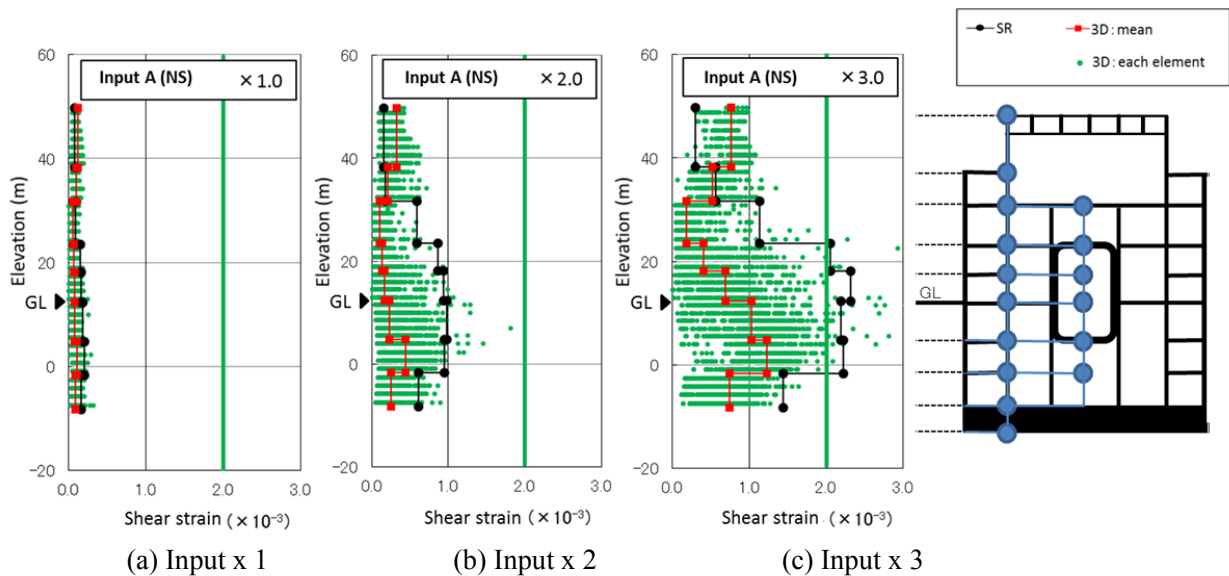 SR
3D：mean
3D：each element
60
40
20
0
−20
Elevation (m)
GL
Input A (NS) ×1.0
0.0 1.0 2.0 3.0
Shear strain (×10⁻³)
(a) Input x 1
60
40
20
0
−20
Elevation (m)
GL
Input A (NS) ×2.0
0.0 1.0 2.0 3.0
Shear strain (×10⁻³)
(b) Input x 2
60
40
20
0
−20
Elevation (m)
GL
Input A (NS) ×3.0
0.0 1.0 2.0 3.0
Shear strain (×10⁻³)
(c) Input x 3
GL